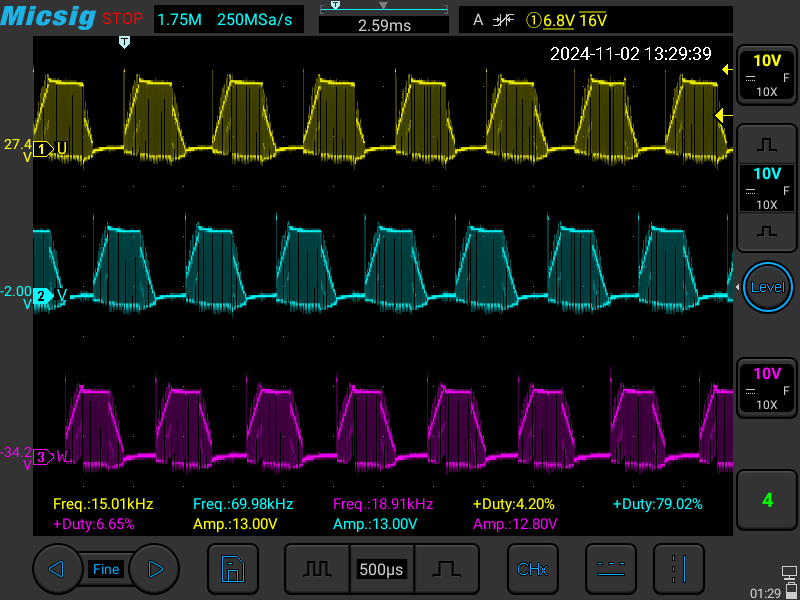 Micsig STOP 1.75M 250MSa/s T 2.59ms A ①6.8V 16V
T
2024-11-02 13:29:39
10V
F
10X
27.4
V
1 U
10V
F
10X
-2.00
V
2 V
Level
10V
F
10X
-34.2
V
3 W
Freq.:15.01kHz Freq.:69.98kHz Freq.:18.91kHz +Duty:4.20% +Duty:79.02%
+Duty:6.65% Amp.:13.00V Amp.:13.00V Amp.:12.80V
4
Fine 500μs CHx
01:29